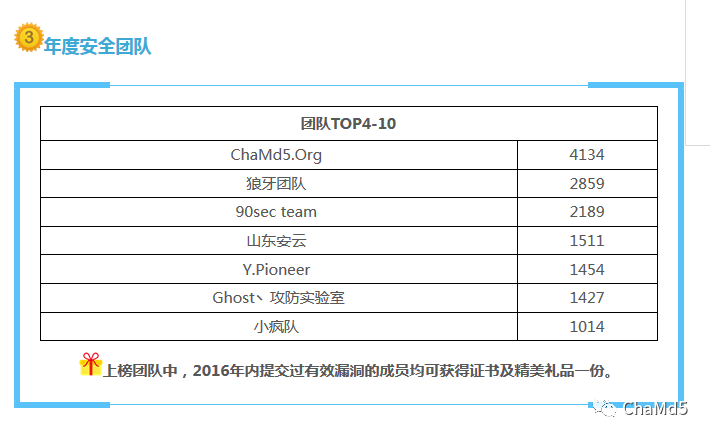 3 年度安全团队
团队TOP4-10
ChaMd5.Org 4134
狼牙团队 2859
90sec team 2189
山东安云 1511
Y.Pioneer 1454
Ghost丶攻防实验室 1427
小疯队 1014
上榜团队中，2016年内提交过有效漏洞的成员均可获得证书及精美礼品一份。
ChaMd5